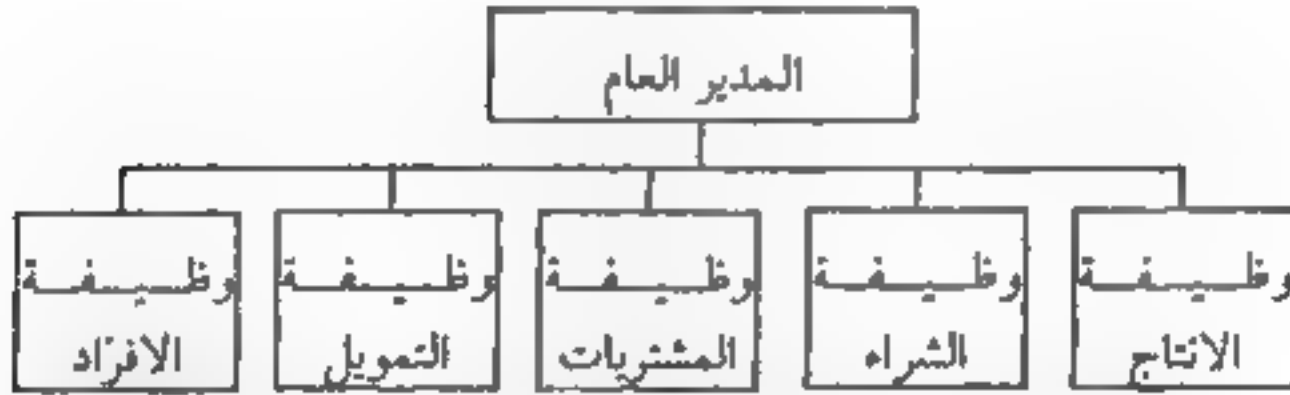 المدير العام
وظيفة
الانتاج
وظيفة
الشراء
وظيفة
المشتريات
وظيفة
التمويل
وظيفة
الافراد